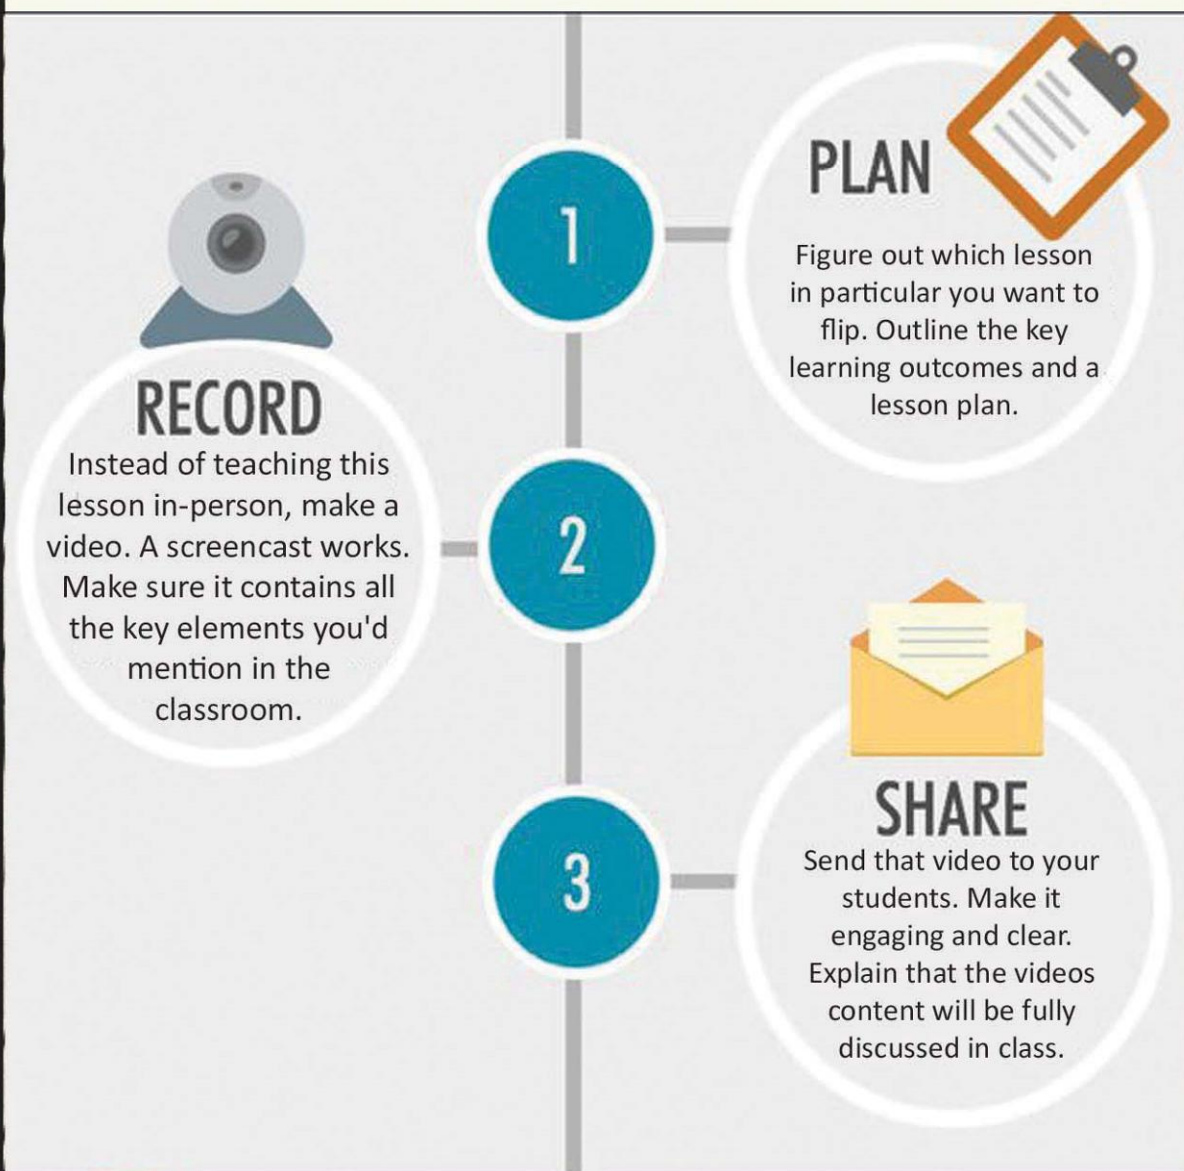 1
PLAN
Figure out which lesson
in particular you want to
flip. Outline the key
learning outcomes and a
lesson plan.
2
RECORD
Instead of teaching this
lesson in-person, make a
video. A screencast works.
Make sure it contains all
the key elements you'd
mention in the
classroom.
3
SHARE
Send that video to your
students. Make it
engaging and clear.
Explain that the videos
content will be fully
discussed in class.